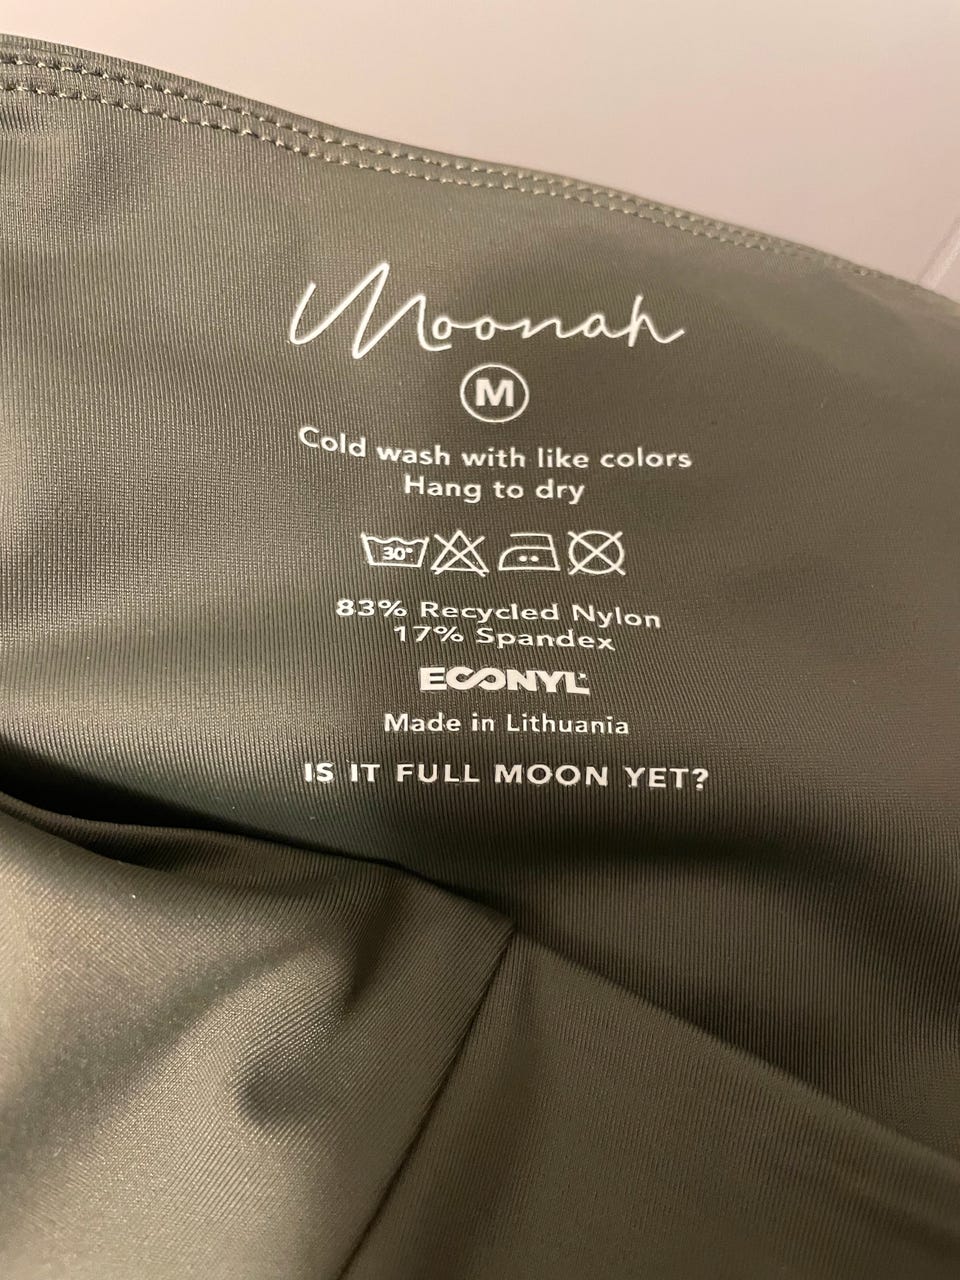 Moonah
M
Cold wash with like colors
Hang to dry
30°
83% Recycled Nylon
17% Spandex
ECONYL®
Made in Lithuania
IS IT FULL MOON YET?